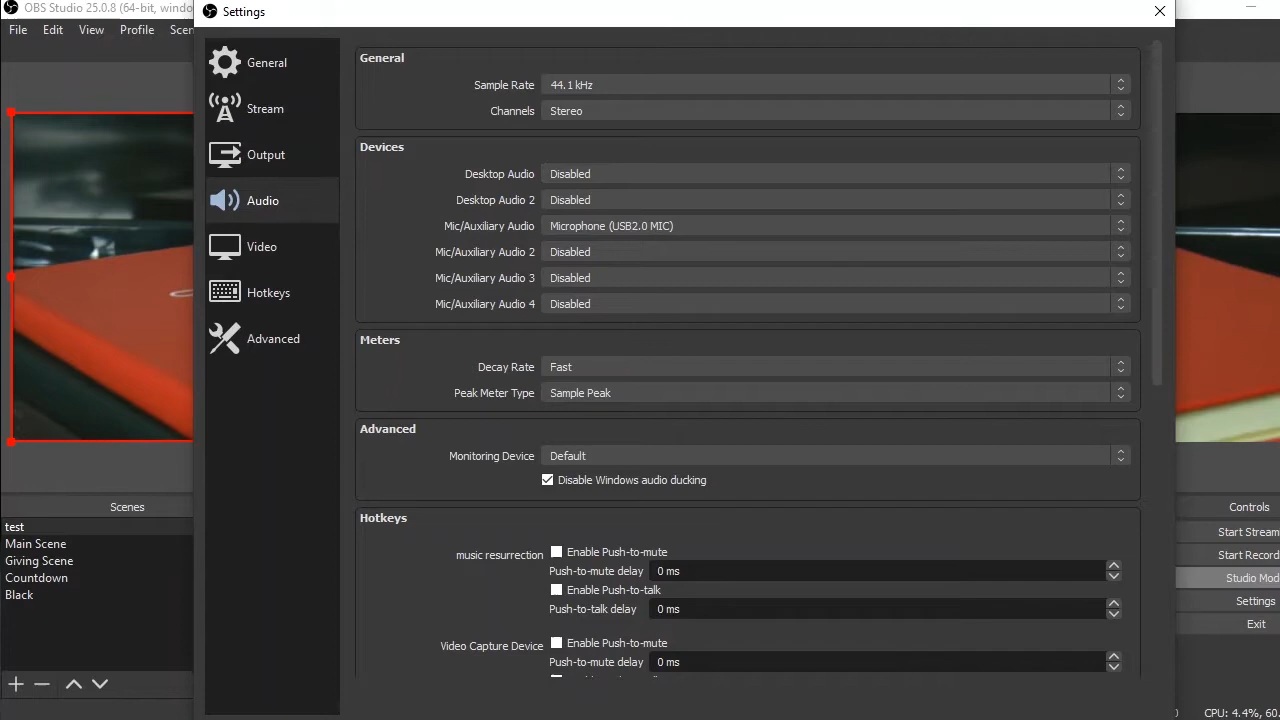 OBS Studio 25.0.8 (64-bit, windo
Settings
File Edit View Profile Scen
General
Stream
Output
Audio
Video
Hotkeys
Advanced
General
Sample Rate 44.1 kHz
Channels Stereo
Devices
Desktop Audio Disabled
Desktop Audio 2 Disabled
Mic/Auxiliary Audio Microphone (USB2.0 MIC)
Mic/Auxiliary Audio 2 Disabled
Mic/Auxiliary Audio 3 Disabled
Mic/Auxiliary Audio 4 Disabled
Meters
Decay Rate Fast
Peak Meter Type Sample Peak
Advanced
Monitoring Device Default
Disable Windows audio ducking
Hotkeys
music resurrection Enable Push-to-mute
Push-to-mute delay 0 ms
Enable Push-to-talk
Push-to-talk delay 0 ms
Video Capture Device Enable Push-to-mute
Push-to-mute delay 0 ms
Scenes
test
Main Scene
Giving Scene
Countdown
Black
Controls
Start Stream
Start Record
Studio Mod
Settings
Exit
CPU: 4.4%, 60.